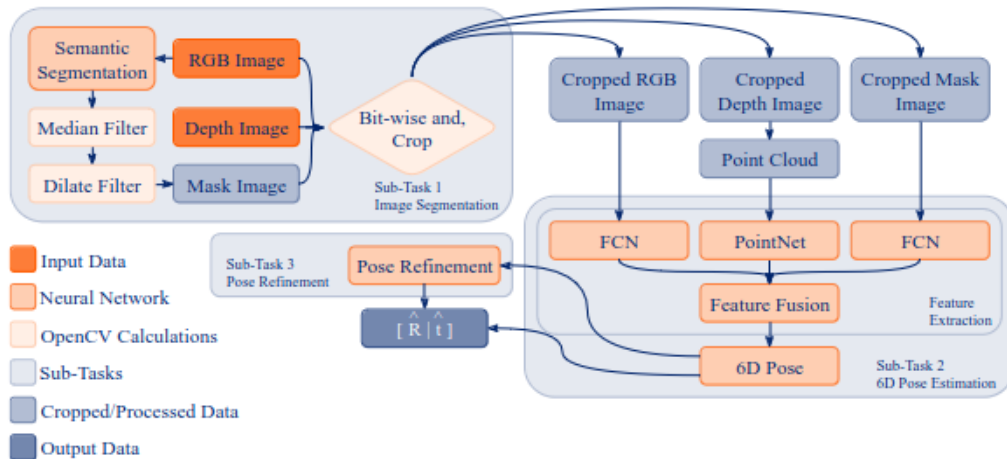 Semantic
Segmentation
RGB Image
Median Filter
Depth Image
Dilate Filter
Mask Image
Bit-wise and,
Crop
Sub-Task 1
Image Segmentation
Cropped RGB
Image
Cropped
Depth Image
Cropped Mask
Image
Point Cloud
FCN
PointNet
FCN
Feature Fusion
Feature
Extraction
6D Pose
Sub-Task 2
6D Pose Estimation
Sub-Task 3
Pose Refinement
Pose Refinement
[ R̂ | t̂ ]
Input Data
Neural Network
OpenCV Calculations
Sub-Tasks
Cropped/Processed Data
Output Data